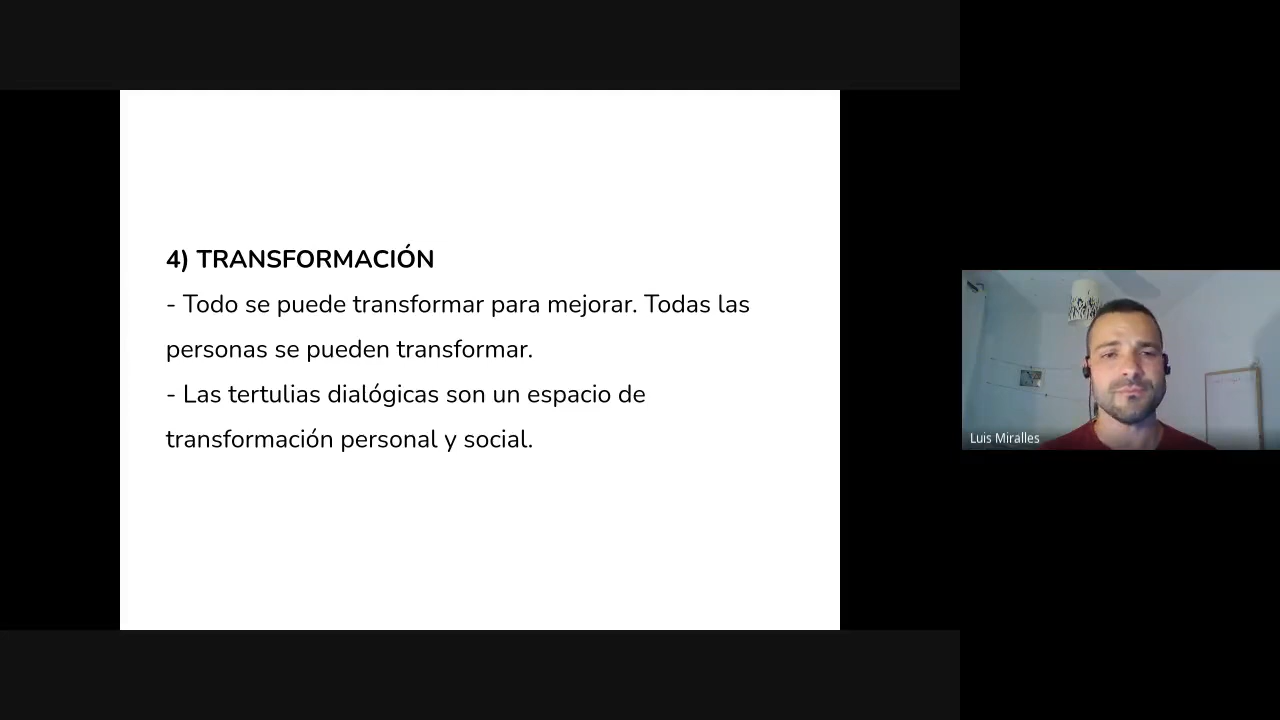 4) TRANSFORMACIÓN
- Todo se puede transformar para mejorar. Todas las
personas se pueden transformar.
- Las tertulias dialógicas son un espacio de
transformación personal y social.
Luis Miralles